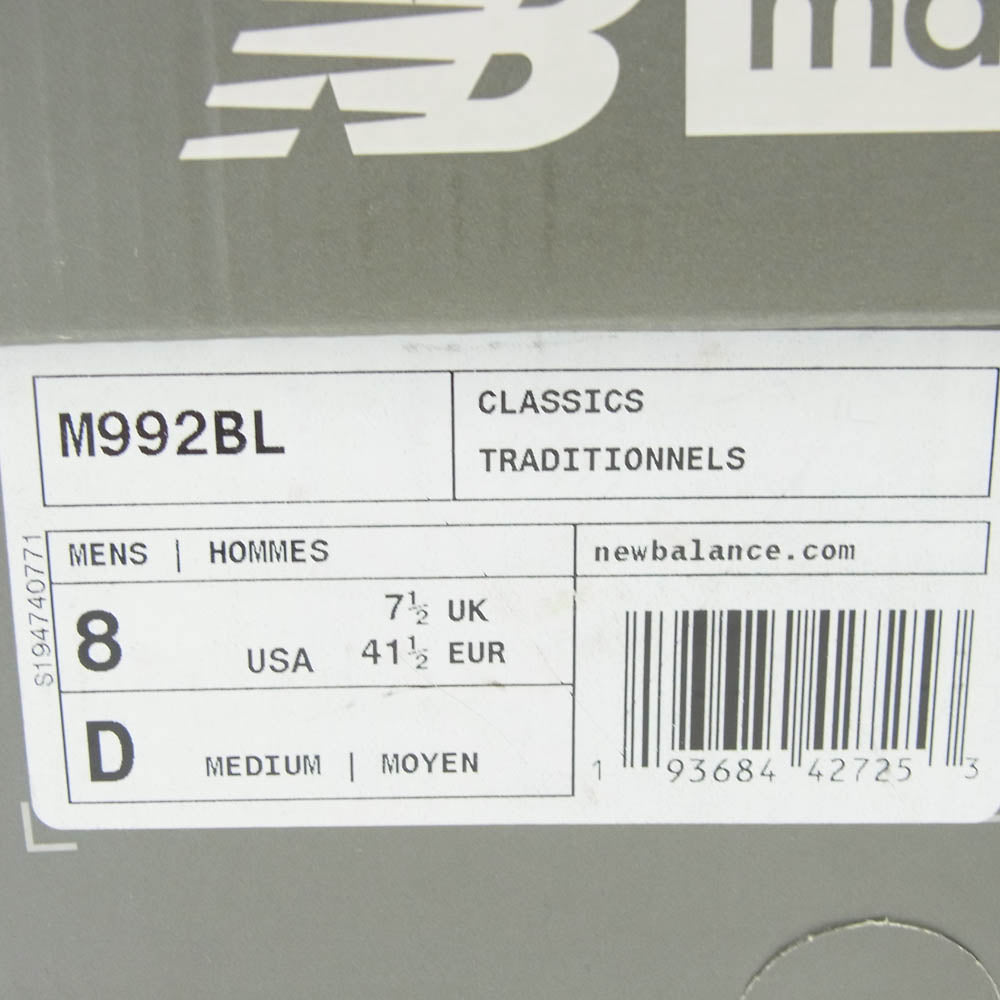 NB
M992BL
CLASSICS
TRADITIONNELS
MENS | HOMMES
newbalance.com
8
USA
7½ UK
41½ EUR
D
MEDIUM | MOYEN
S194740771
1 93684 42725 3